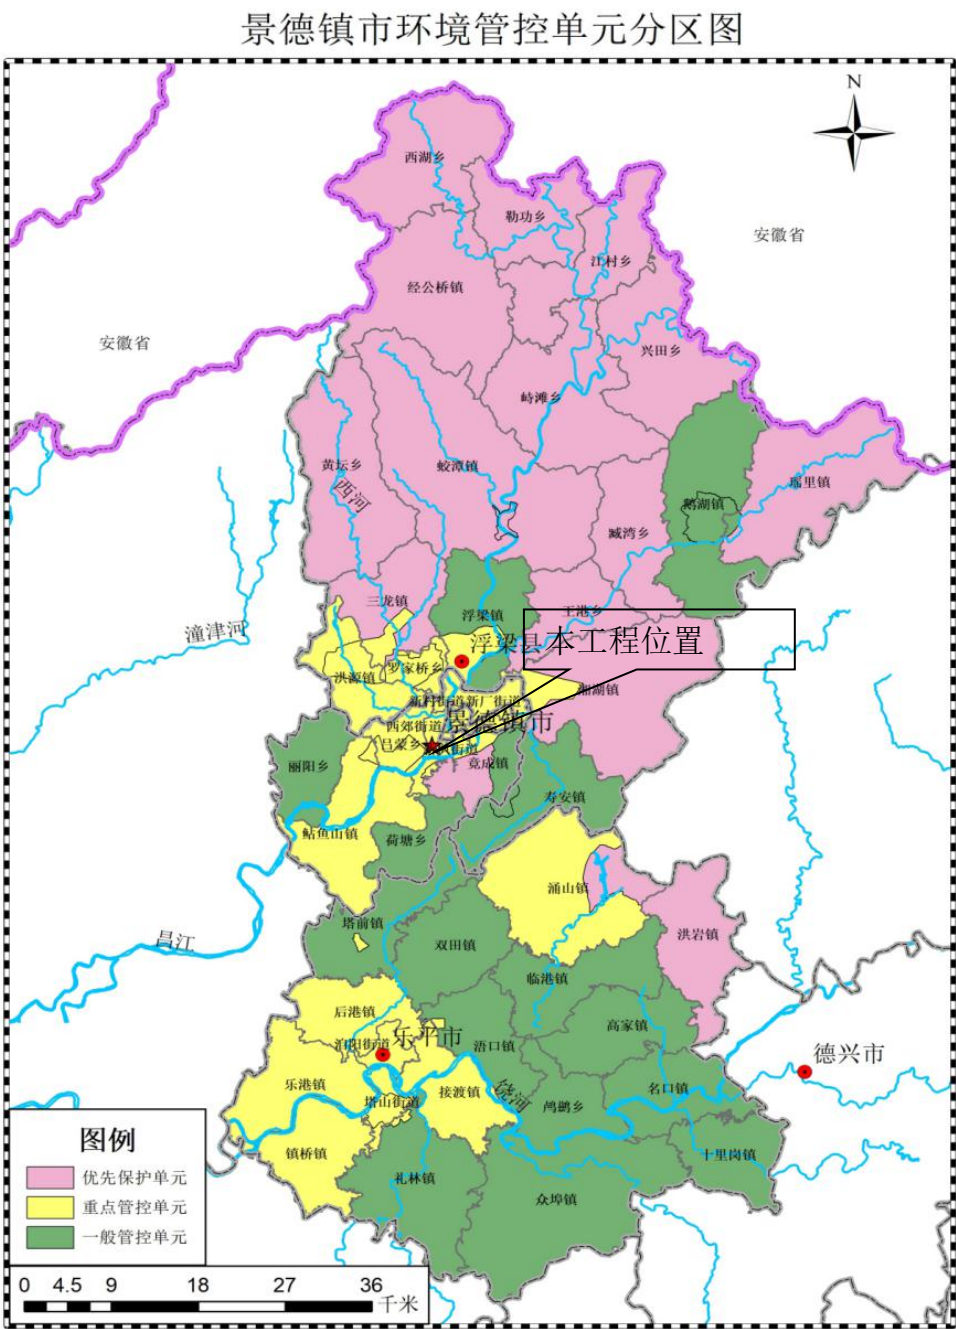 景德镇市环境管控单元分区图
N
西湖乡
勒功乡
安徽省
江村乡
经公桥镇
安徽省
兴田乡
峙滩乡
黄坛乡
蛟潭镇
瑶里镇
西河
鹅湖镇
臧湾乡
三龙镇
王港乡
浮梁镇
潼津河
浮梁县
本工程位置
罗家桥乡
洪源镇
湘湖镇
新村街道
新厂街道
西郊街道
景德镇市
吕蒙乡
街道
竟成镇
丽阳乡
寿安镇
鲇鱼山镇
荷塘乡
涌山镇
塔前镇
洪岩镇
昌江
双田镇
临港镇
后港镇
高家镇
洎阳街道
乐平市
浯口镇
德兴市
乐港镇
接渡镇
饶河
名口镇
塔山街道
鸬鹚乡
图例
镇桥镇
十里岗镇
优先保护单元
礼林镇
众埠镇
重点管控单元
一般管控单元
0 4.5 9 18 27 36
千米